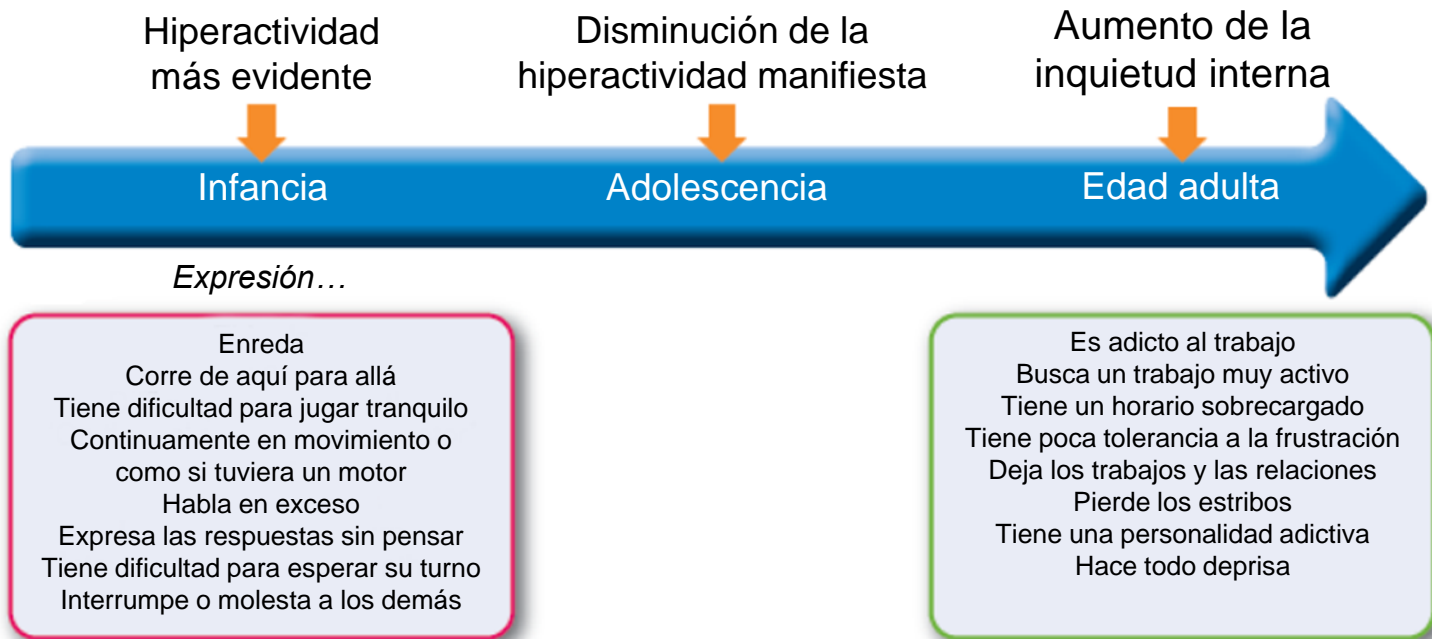 Hiperactividad
más evidente
Disminución de la
hiperactividad manifiesta
Aumento de la
inquietud interna
Infancia
Adolescencia
Edad adulta
Expresión…
Enreda
Corre de aquí para allá
Tiene dificultad para jugar tranquilo
Continuamente en movimiento o
como si tuviera un motor
Habla en exceso
Expresa las respuestas sin pensar
Tiene dificultad para esperar su turno
Interrumpe o molesta a los demás
Es adicto al trabajo
Busca un trabajo muy activo
Tiene un horario sobrecargado
Tiene poca tolerancia a la frustración
Deja los trabajos y las relaciones
Pierde los estribos
Tiene una personalidad adictiva
Hace todo deprisa